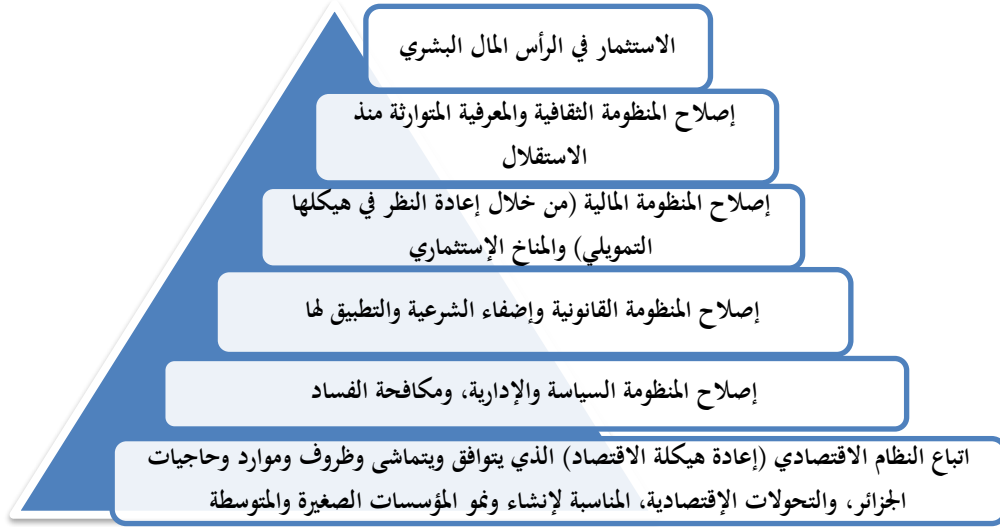 الاستثمار في الرأس المال البشري
إصلاح المنظومة الثقافية والمعرفية المتوارثة منذ
الاستقلال
إصلاح المنظومة المالية (من خلال إعادة النظر في هيكلها
التمويلي) والمناخ الإستثماري
إصلاح المنظومة القانونية وإضفاء الشرعية والتطبيق لها
إصلاح المنظومة السياسة والإدارية، ومكافحة الفساد
اتباع النظام الاقتصادي (إعادة هيكلة الاقتصاد) الذي يتوافق ويتماشى وظروف وموارد وحاجيات
الجزائر، والتحولات الإقتصادية، المناسبة لإنشاء ونمو المؤسسات الصغيرة والمتوسطة